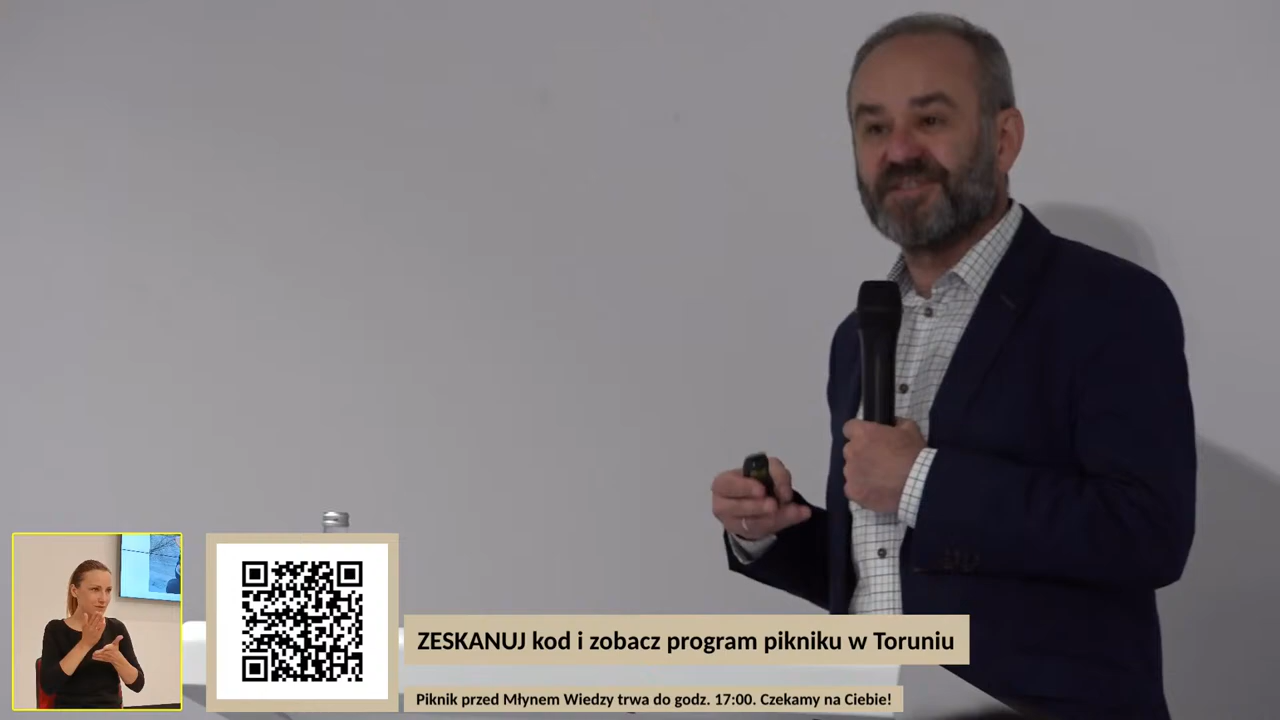 ZESKANUJ kod i zobacz program pikniku w Toruniu
Piknik przed Młynem Wiedzy trwa do godz. 17:00. Czekamy na Ciebie!